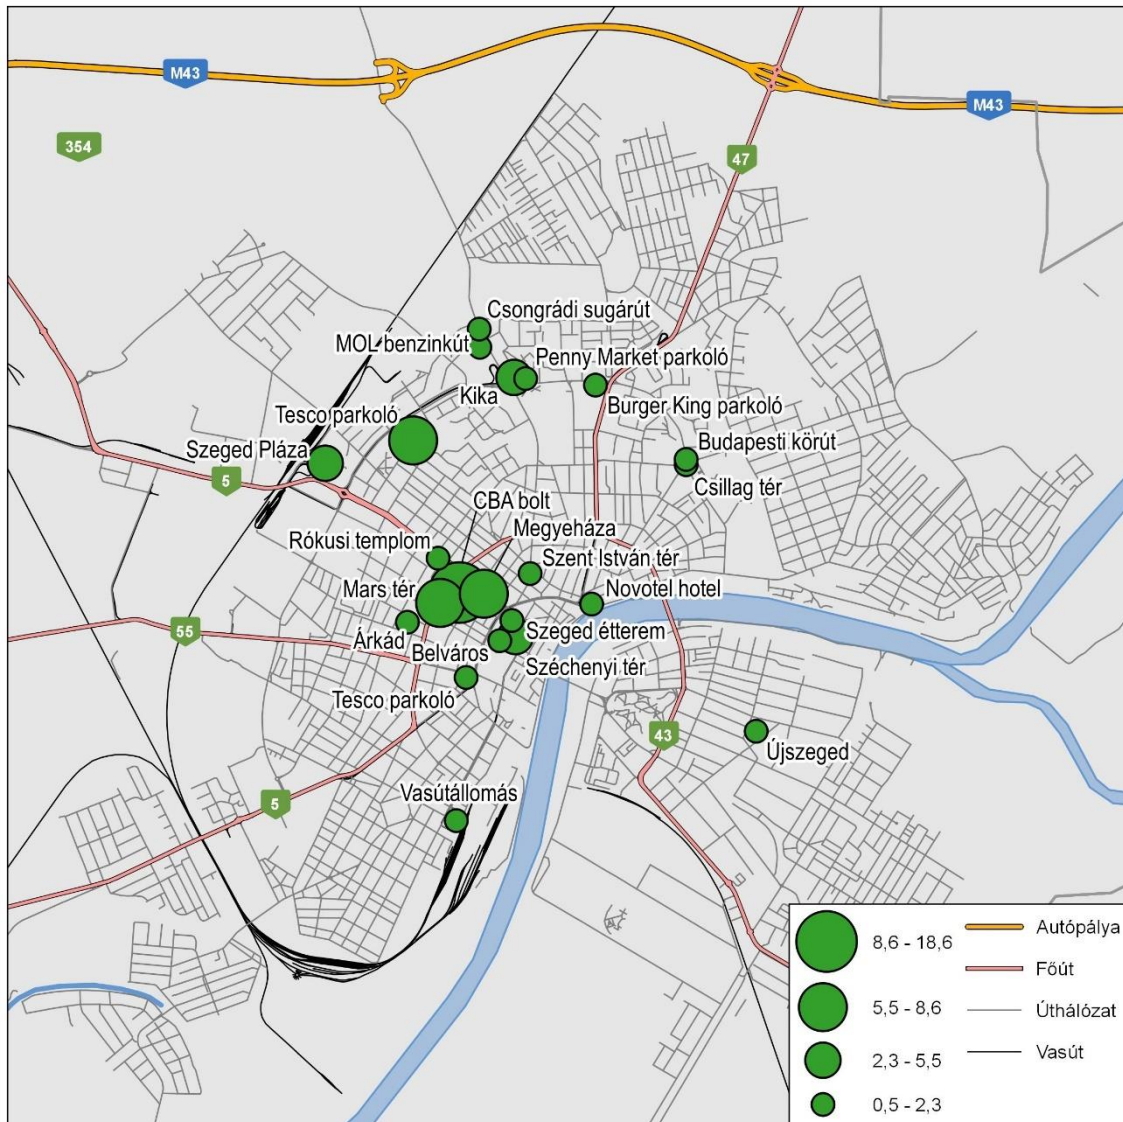 M43
M43
354
47
Csongrádi sugárút
MOL benzinkút
Penny Market parkoló
Kika
Burger King parkoló
Tesco parkoló
Budapesti körút
Szeged Pláza
Csillag tér
5
CBA bolt
Megyeháza
Rókusi templom
Szent István tér
Mars tér
Novotel hotel
55
Árkád
Szeged étterem
Belváros
Széchenyi tér
Tesco parkoló
43
Újszeged
Vasútállomás
5
8,6 - 18,6
Autópálya
Főút
5,5 - 8,6
Úthálózat
2,3 - 5,5
Vasút
0,5 - 2,3